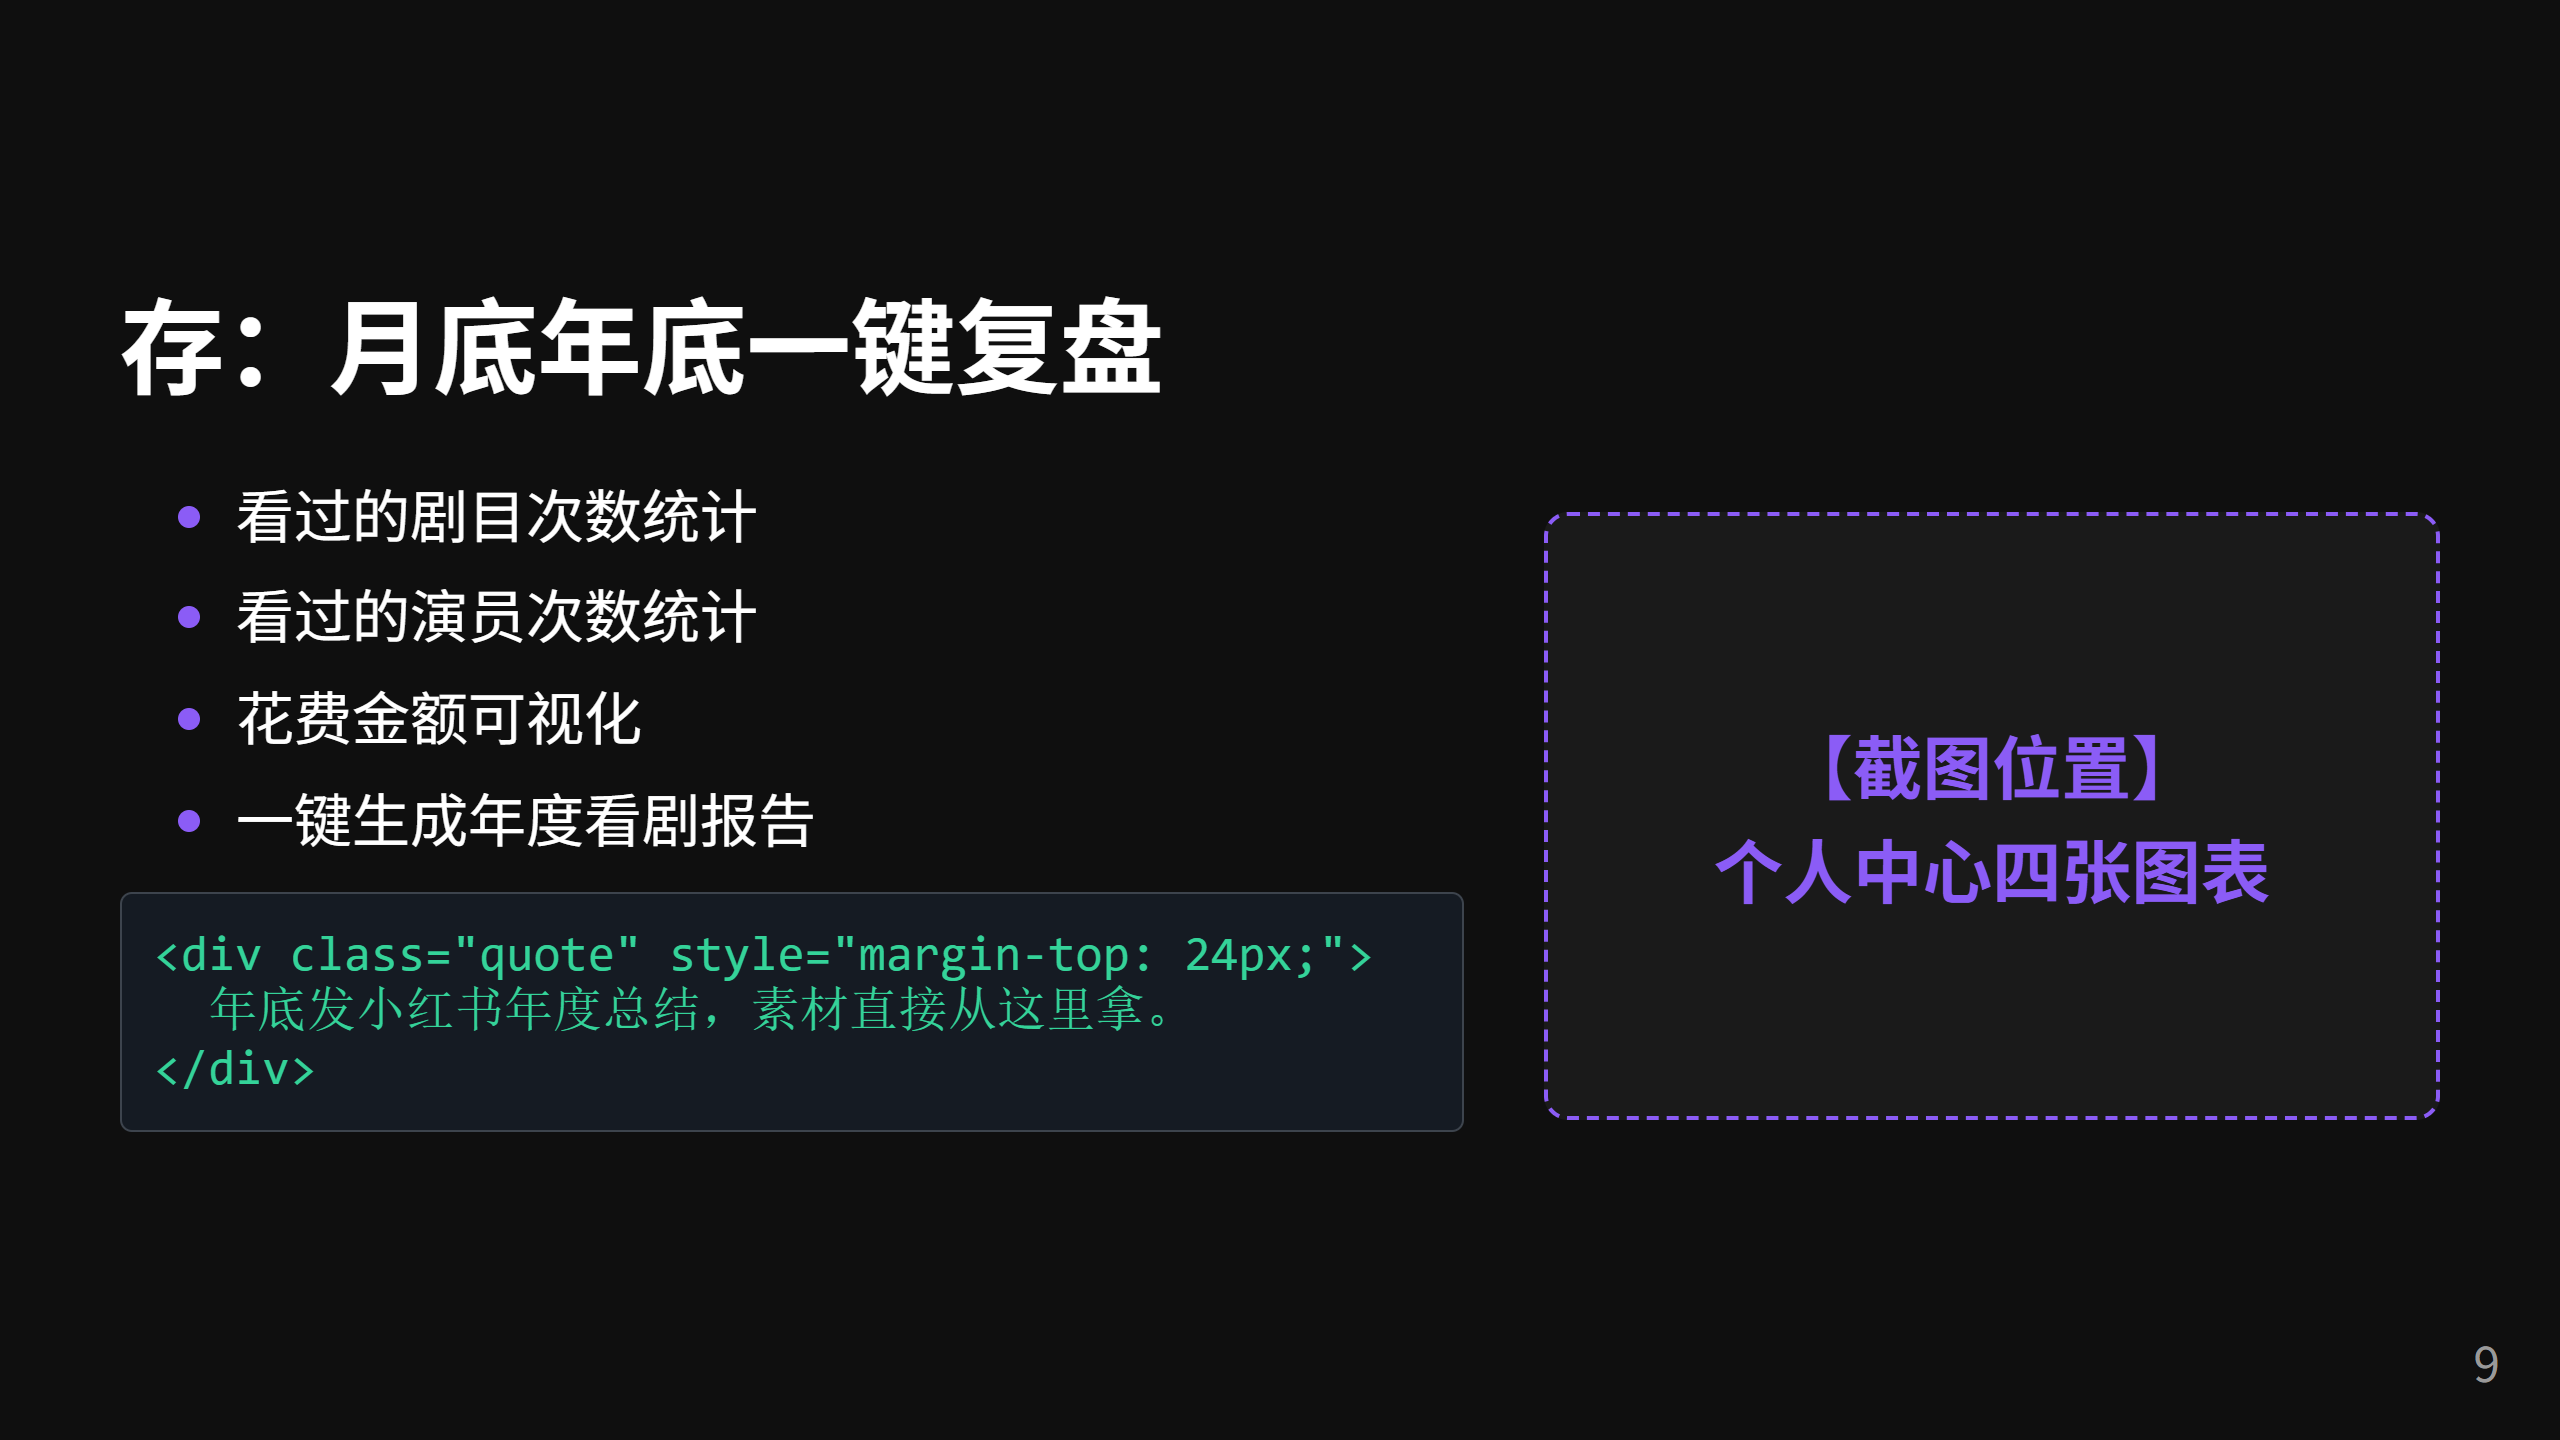 存：月底年底一键复盘
看过的剧目次数统计
看过的演员次数统计
花费金额可视化
一键生成年度看剧报告
<div class="quote" style="margin-top: 24px;">
年底发小红书年度总结，素材直接从这里拿。
</div>
【截图位置】
个人中心四张图表
9